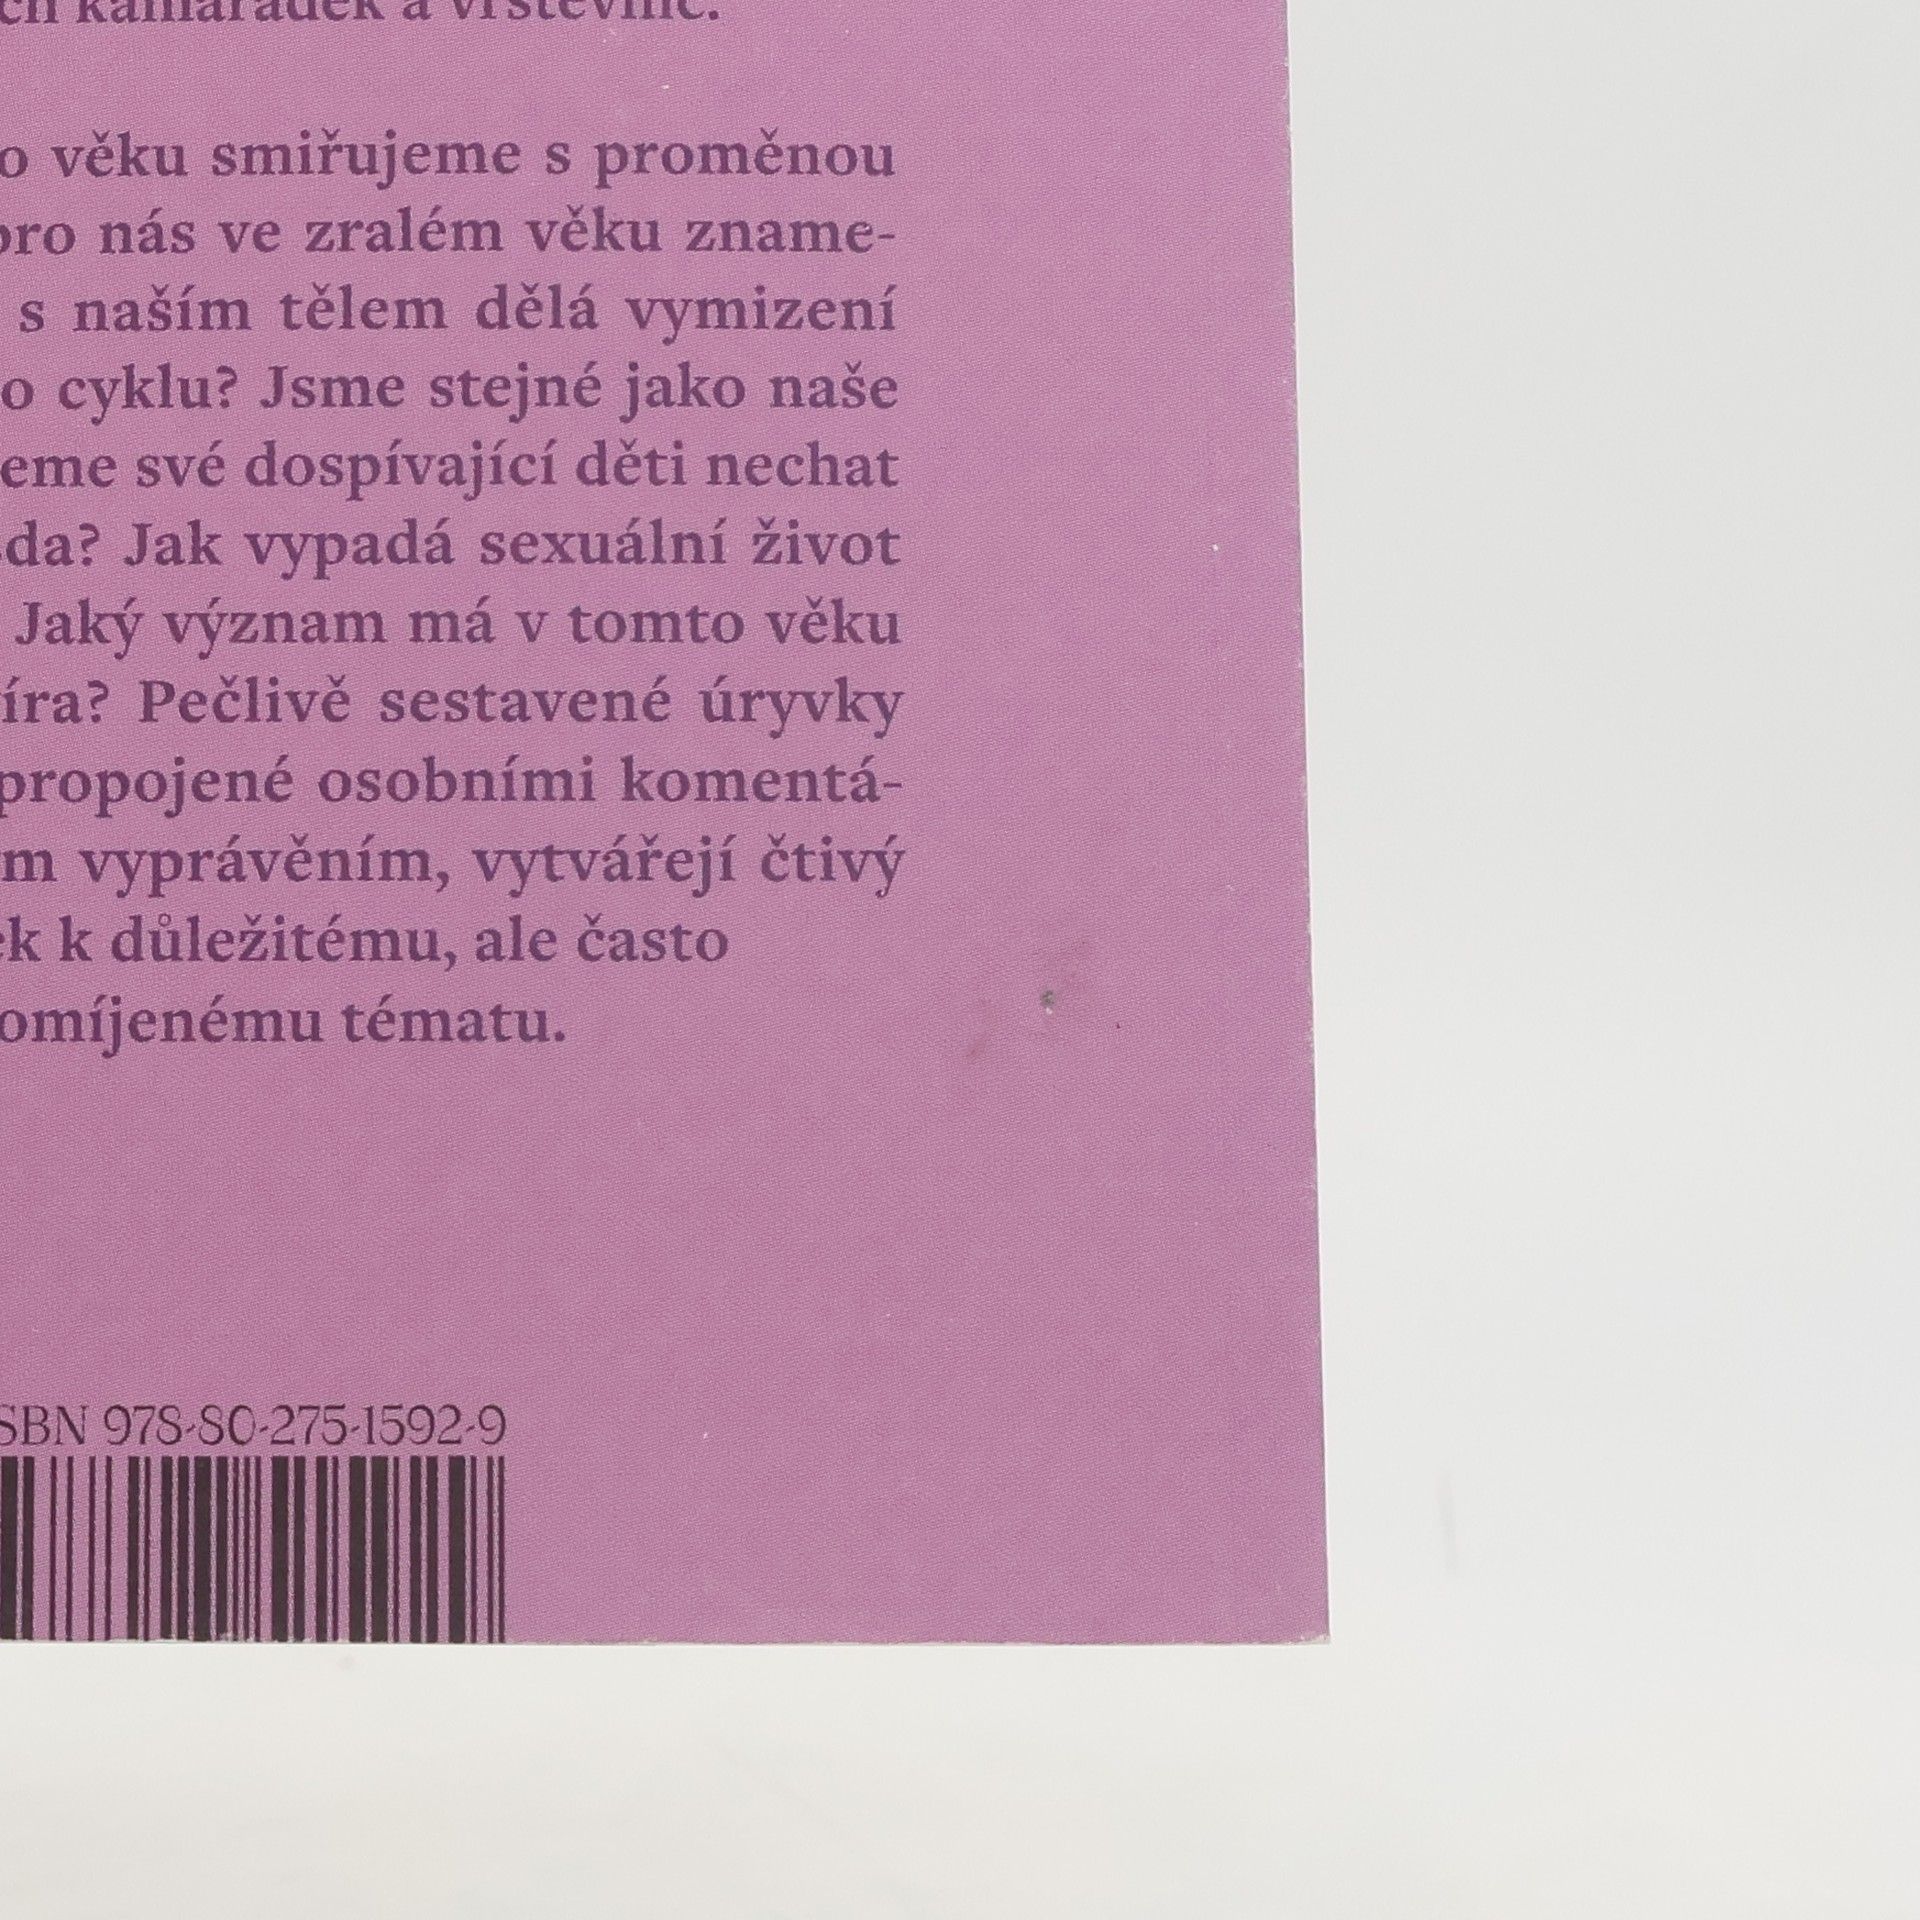 kamarádek a vrstevnic.
věku smiřujeme s proměnou
pro nás ve zralém věku zname-
s naším tělem dělá vymizení
o cyklu? Jsme stejné jako naše
eme své dospívající děti nechat
da? Jak vypadá sexuální život
Jaký význam má v tomto věku
íra? Pečlivě sestavené úryvky
propojené osobními komentá-
m vyprávěním, vytvářejí čtivý
k k důležitému, ale často
omíjenému tématu.
SBN 978-80-275-1592-9